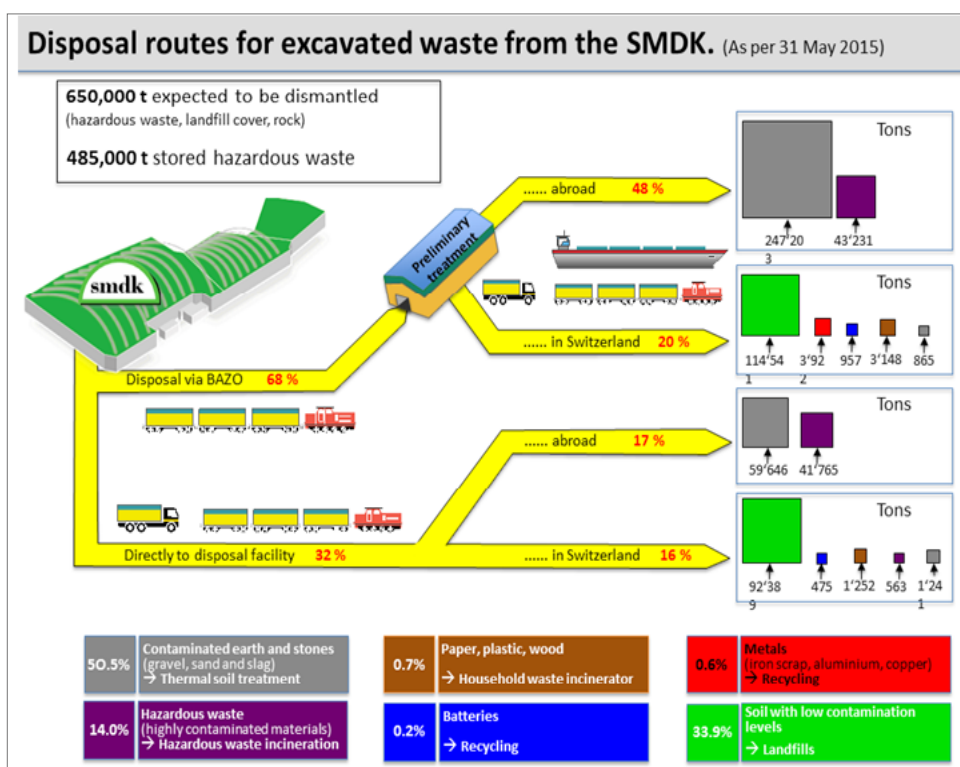 Disposal routes for excavated waste from the SMDK. (As per 31 May 2015)
650,000 t expected to be dismantled
(hazardous waste, landfill cover, rock)
485,000 t stored hazardous waste
smdk
Preliminary
treatment
...... abroad 48 %
Tons
247'20
3
43'231
...... in Switzerland 20 %
Tons
114'54
1
3'92
2
957
3'148
865
Disposal via BAZO 68 %
...... abroad 17 %
Tons
59'646
41'765
Directly to disposal facility 32 %
...... in Switzerland 16 %
Tons
92'38
9
475
1'252
563
1'24
1
50.5%
Contaminated earth and stones
(gravel, sand and slag)
→ Thermal soil treatment
0.7%
Paper, plastic, wood
→ Household waste incinerator
0.6%
Metals
(iron scrap, aluminium, copper)
→ Recycling
14.0%
Hazardous waste
(highly contaminated materials)
→ Hazardous waste incineration
0.2%
Batteries
→ Recycling
33.9%
Soil with low contamination
levels
→ Landfills